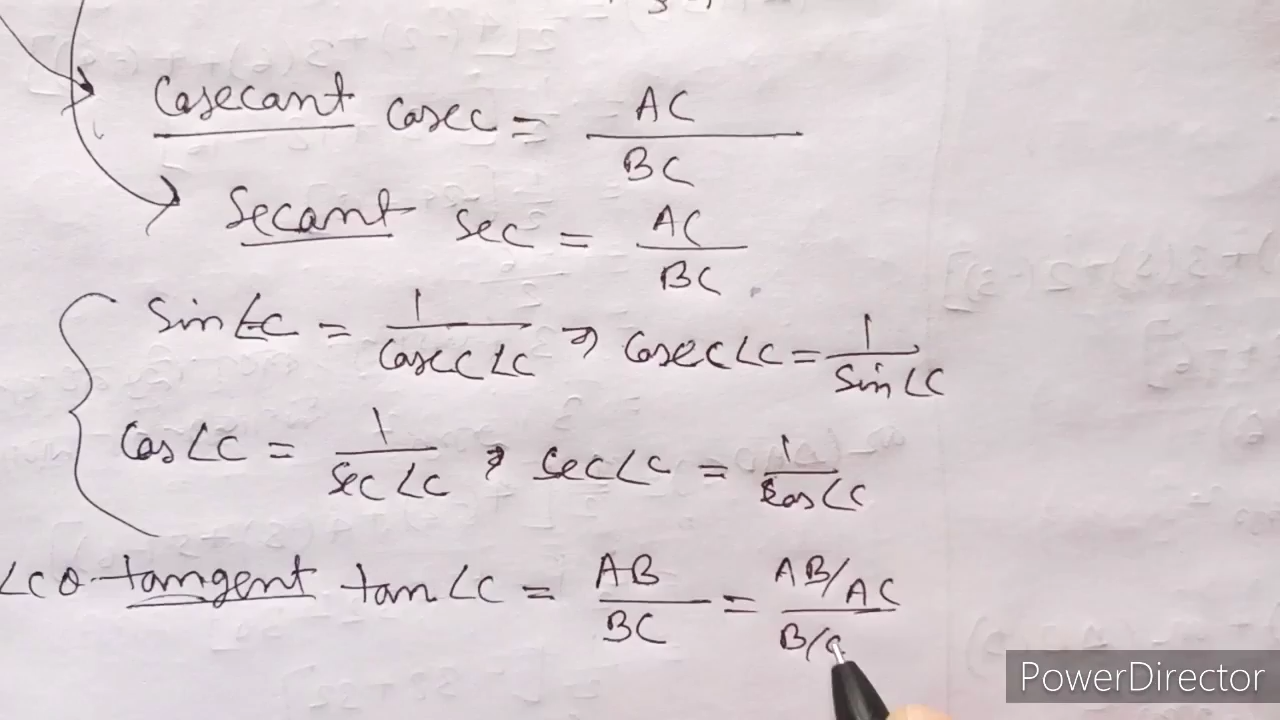 Cosecant cosec = AC/BC
Secant sec = AC/BC
Sin∠C = 1/Cosec∠C ⇒ Cosec∠C = 1/Sin∠C
Cos∠C = 1/Sec∠C ⇒ Sec∠C = 1/Cos∠C
∠C θ tangent tan∠C = AB/BC = AB/AC / B/C
PowerDirector